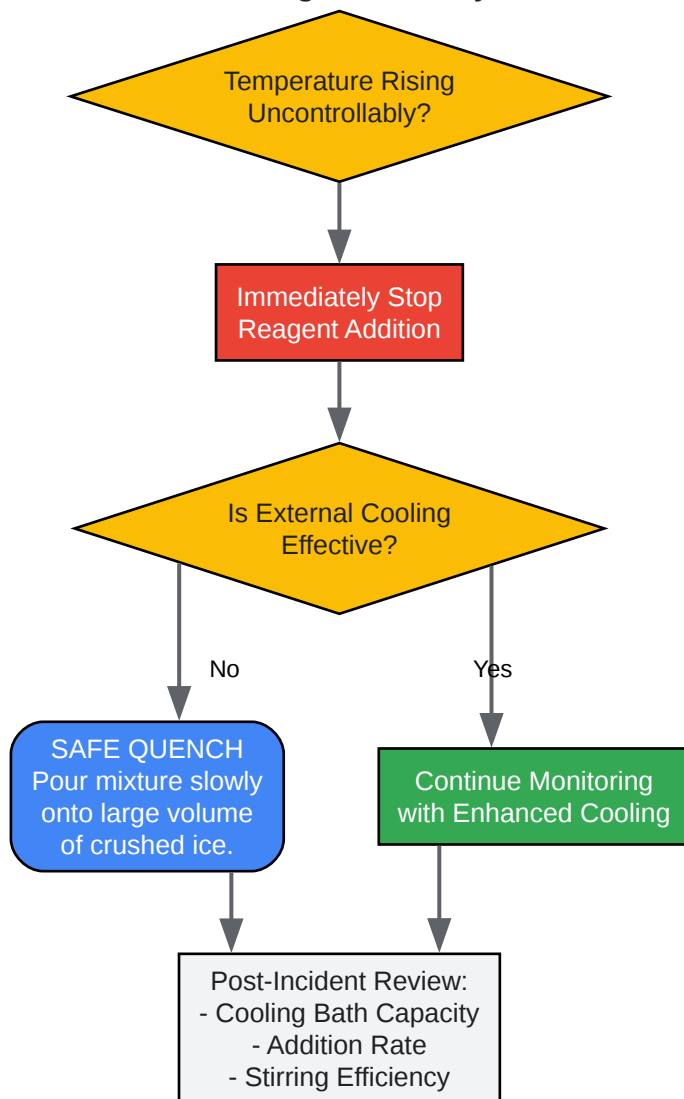 Temperature Rising
Uncontrollably?
Immediately Stop
Reagent Addition
Is External Cooling
Effective?
No
Yes
SAFE QUENCH
Pour mixture slowly
onto large volume
of crushed ice.
Continue Monitoring
with Enhanced Cooling
Post-Incident Review:
- Cooling Bath Capacity
- Addition Rate
- Stirring Efficiency